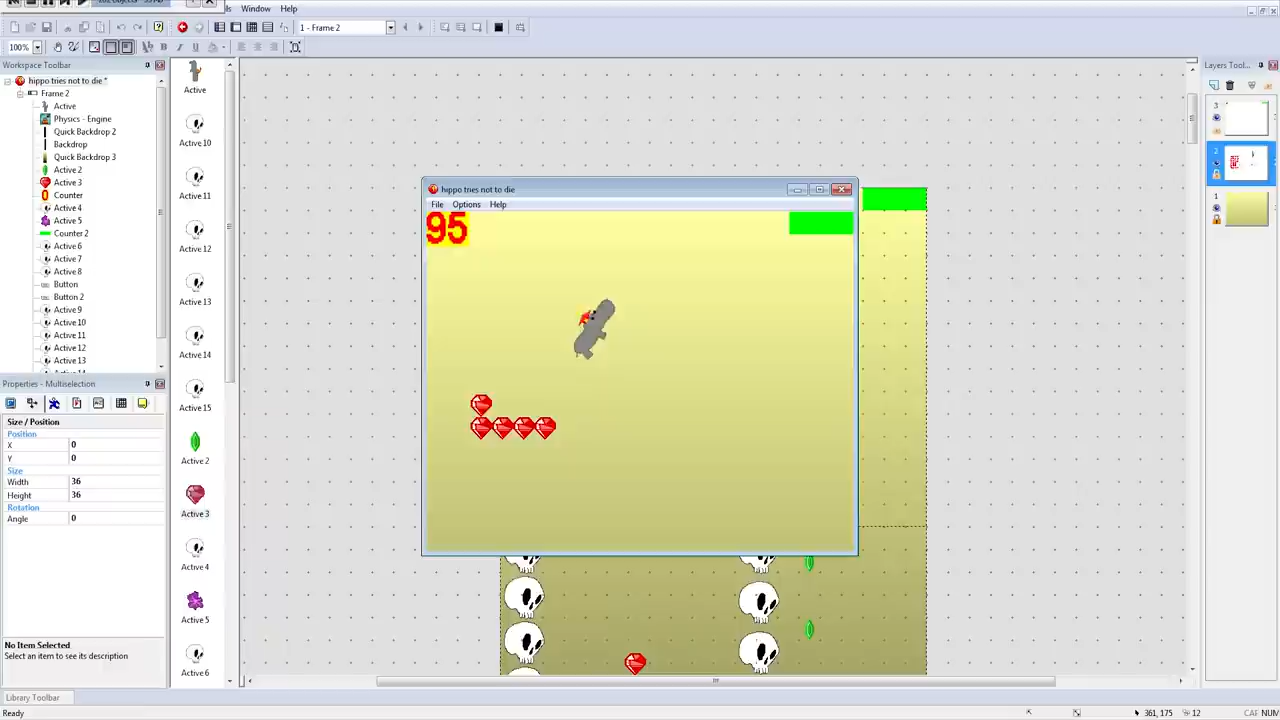 Window Help
1 - Frame 2
100%
Workspace Toolbar
hippo tries not to die *
Frame 2
Active
Physics - Engine
Quick Backdrop 2
Backdrop
Quick Backdrop 3
Active 2
Active 3
Counter
Active 4
Active 5
Counter 2
Active 6
Active 7
Active 8
Button
Button 2
Active 9
Active 10
Active 11
Active 12
Active 13
Properties - Multiselection
Size / Position
Position
X 0
Y 0
Size
Width 36
Height 36
Rotation
Angle 0
No Item Selected
Select an item to see its description
Library Toolbar
Ready
Active
Active 10
Active 11
Active 12
Active 13
Active 14
Active 15
Active 2
Active 3
Active 4
Active 5
Active 6
hippo tries not to die
File Options Help
95
Layers Tool...
3
2
1
361, 175
12
CAP NUM